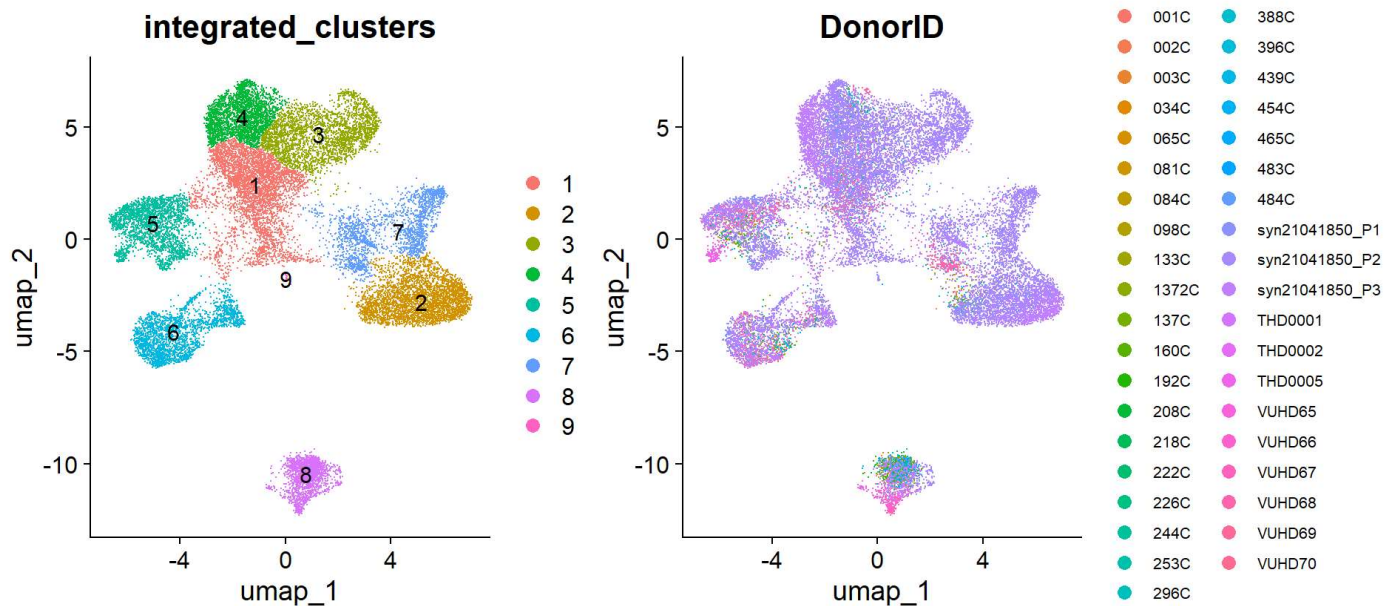 integrated_clusters
umap_2
5
0
-5
-10
-4
0
4
umap_1
4
3
1
5
7
9
2
6
8
1
2
3
4
5
6
7
8
9
DonorID
umap_2
5
0
-5
-10
-4
0
4
umap_1
001C
002C
003C
034C
065C
081C
084C
098C
133C
1372C
137C
160C
192C
208C
218C
222C
226C
244C
253C
296C
388C
396C
439C
454C
465C
483C
484C
syn21041850_P1
syn21041850_P2
syn21041850_P3
THD0001
THD0002
THD0005
VUHD65
VUHD66
VUHD67
VUHD68
VUHD69
VUHD70